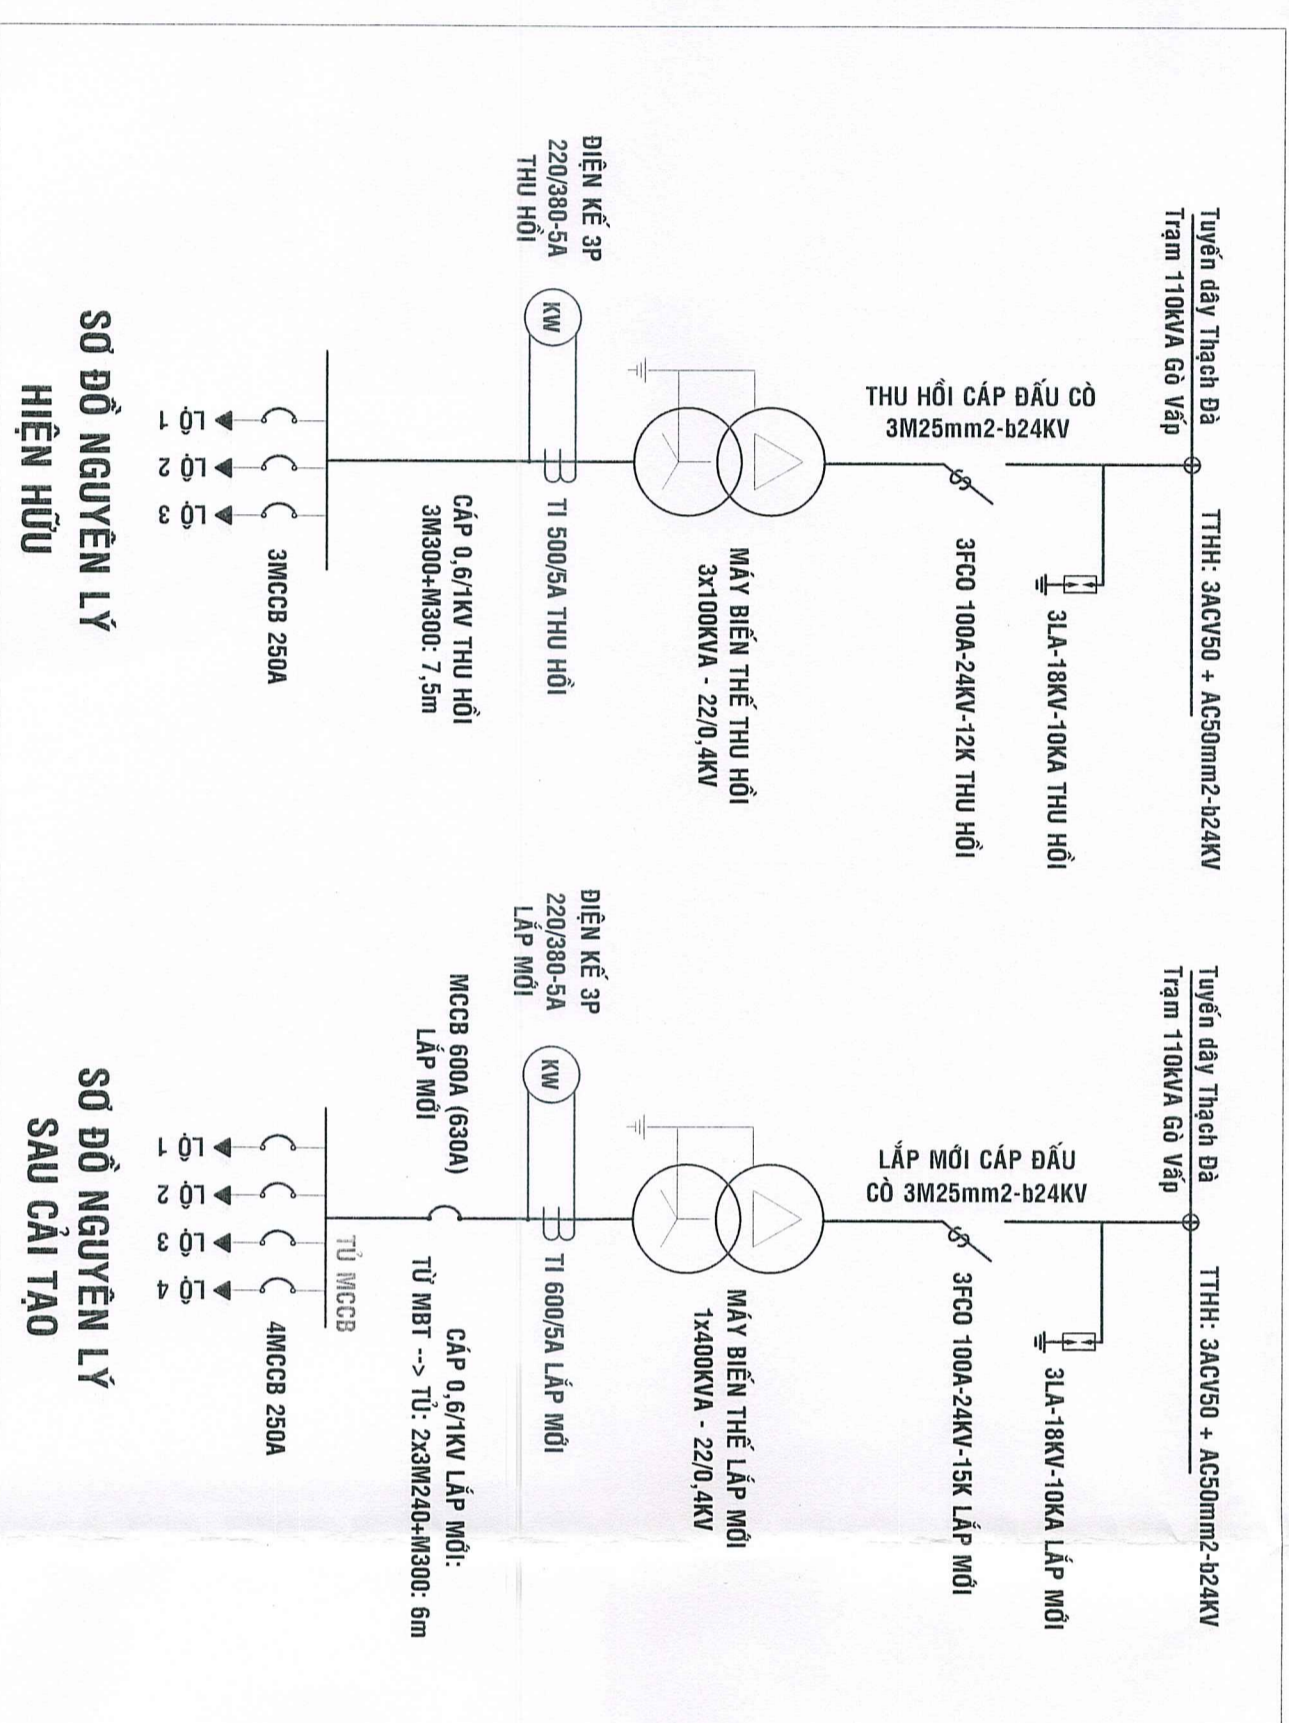 Tuyến dây Thạch Đà
Trạm 110kVA Gò Vấp
TTHH: 3ACV50 + AC50mm2-b24KV
3LA-18KV-10KA THU HỒI
THU HỒI CÁP ĐẤU CÒ
3M25mm2-b24KV
3FCO 100A-24KV-12K THU HỒI
MÁY BIẾN THẾ THU HỒI
3x100KVA - 22/0,4KV
ĐIỆN KẾ 3P
220/380-5A
THU HỒI
KW
TI 500/5A THU HỒI
CÁP 0,6/1KV THU HỒI
3M300+M300: 7,5m
3MCCB 250A
LỘ 1
LỘ 2
LỘ 3
SƠ ĐỒ NGUYÊN LÝ
HIỆN HỮU
Tuyến dây Thạch Đà
Trạm 110kVA Gò Vấp
TTHH: 3ACV50 + AC50mm2-b24KV
3LA-18KV-10KA LẮP MỚI
LẮP MỚI CÁP ĐẤU
CÒ 3M25mm2-b24KV
3FCO 100A-24KV-15K LẮP MỚI
MÁY BIẾN THẾ LẮP MỚI
1x400KVA - 22/0,4KV
ĐIỆN KẾ 3P
220/380-5A
LẮP MỚI
KW
TI 600/5A LẮP MỚI
MCCB 600A (630A)
LẮP MỚI
CÁP 0,6/1KV LẮP MỚI:
TỪ MBT --> TỦ: 2x3M240+M300: 6m
TỦ MCCB
4MCCB 250A
LỘ 1
LỘ 2
LỘ 3
LỘ 4
SƠ ĐỒ NGUYÊN LÝ
SAU CẢI TẠO